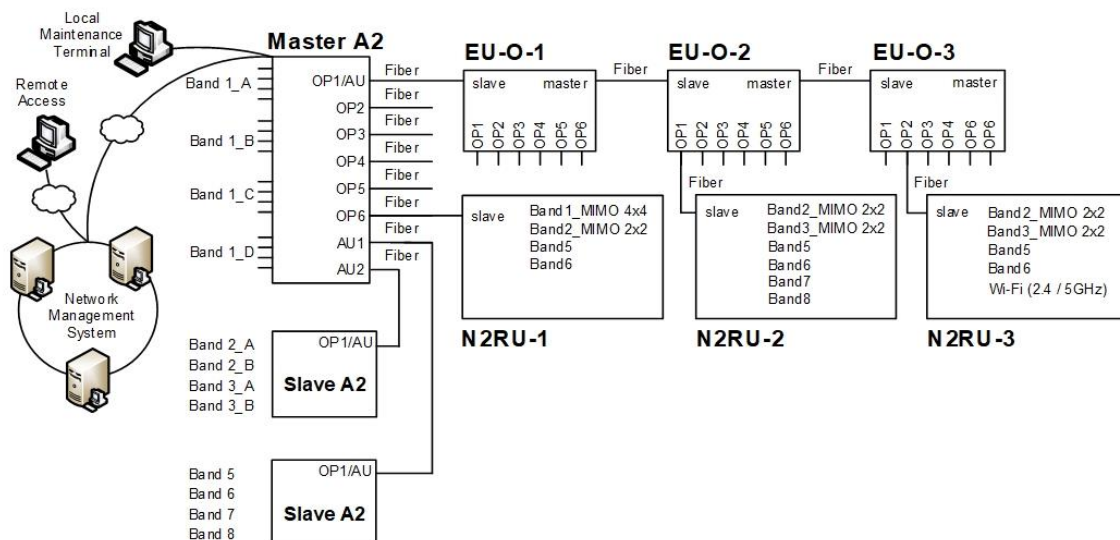 Local
Maintenance
Terminal
Remote
Access
Network
Management
System
Master A2
Band 1_A
Band 1_B
Band 1_C
Band 1_D
OP1/AU
OP2
OP3
OP4
OP5
OP6
AU1
AU2
Fiber
Fiber
Fiber
Fiber
Fiber
Fiber
Fiber
Fiber
EU-O-1
slave master
OP1 OP2 OP3 OP4 OP5 OP6
Fiber
EU-O-2
slave master
OP1 OP2 OP3 OP4 OP5 OP6
Fiber
EU-O-3
slave master
OP1 OP2 OP3 OP4 OP5 OP6 OP6
Fiber
Fiber
slave
Band1_MIMO 4x4
Band2_MIMO 2x2
Band5
Band6
N2RU-1
slave
Band2_MIMO 2x2
Band3_MIMO 2x2
Band5
Band6
Band7
Band8
N2RU-2
slave
Band2_MIMO 2x2
Band3_MIMO 2x2
Band5
Band6
Wi-Fi (2.4 / 5GHz)
N2RU-3
Band 2_A
Band 2_B
Band 3_A
Band 3_B
OP1/AU
Slave A2
Band 5
Band 6
Band 7
Band 8
OP1/AU
Slave A2